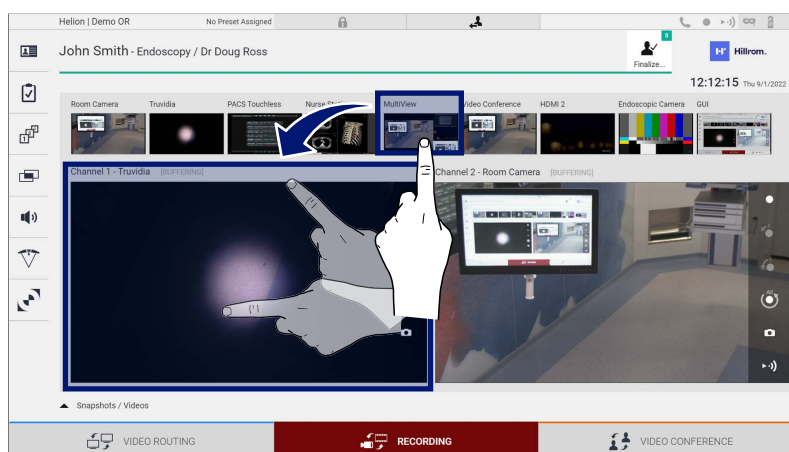 Helion | Demo OR
No Preset Assigned
8
John Smith - Endoscopy / Dr Doug Ross
Finalize...
H Hillrom.
12:12:15 Thu 9/1/2022
Room Camera
Truvidia
PACS Touchless
MultiView
Video Conference
HDMI 2
Endoscopic Camera
GUI
Channel 1 - Truvidia [BUFFERING]
Channel 2 - Room Camera [BUFFERING]
All
Snapshots / Videos
VIDEO ROUTING
RECORDING
VIDEO CONFERENCE